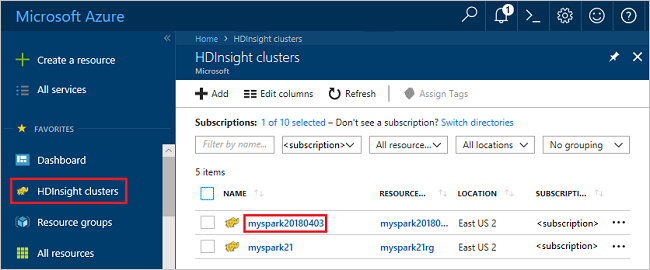 Microsoft Azure
1
Create a resource
All services
FAVORITES
Dashboard
HDInsight clusters
Resource groups
All resources
Home > HDInsight clusters
HDInsight clusters
Microsoft
Add Edit columns Refresh Assign Tags
Subscriptions: 1 of 10 selected – Don't see a subscription? Switch directories
Filter by name... <subscription> All resource... All locations No grouping
5 items
NAME RESOURCE... LOCATION SUBSCRIPTI...
myspark20180403 myspark20180... East US 2 <subscription>
myspark21 myspark21rg East US 2 <subscription>